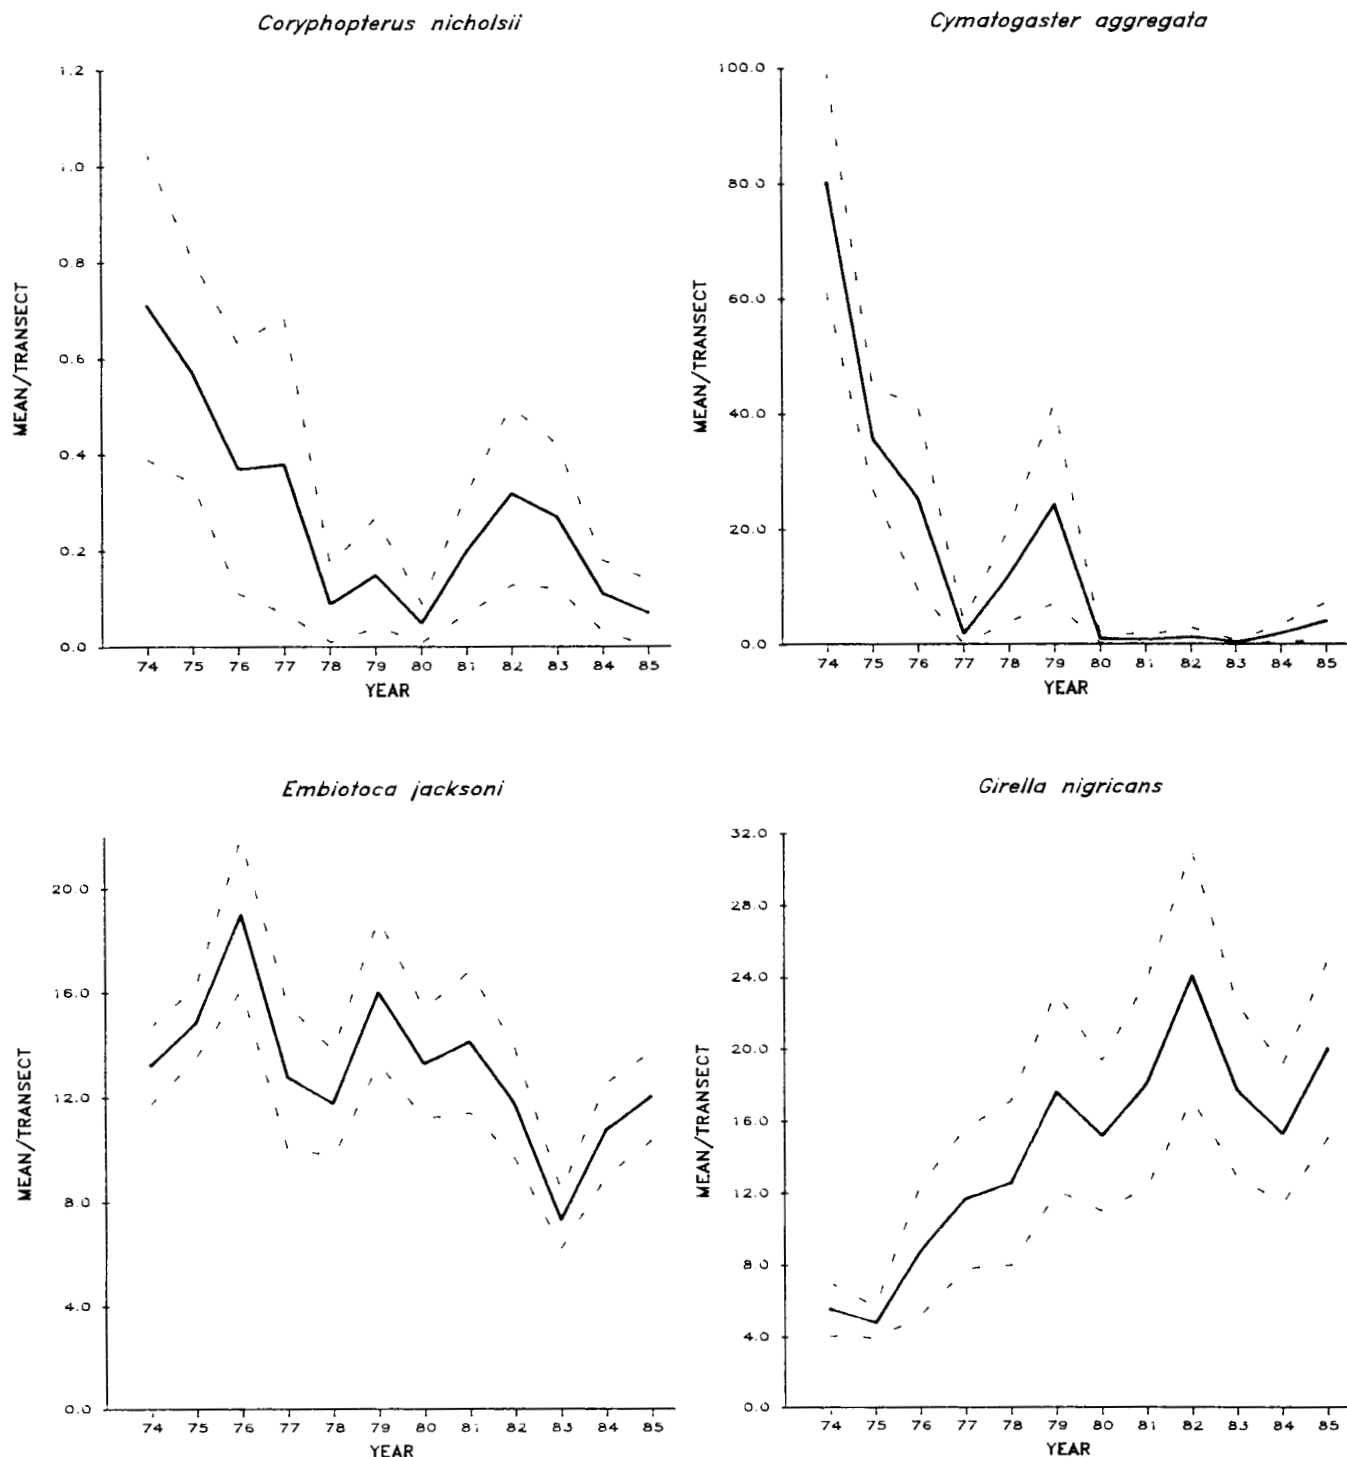 Coryphopterus nicholsii
1.2
1.0
0.8
0.6
0.4
0.2
0.0
MEAN/TRANSECT
74 75 76 77 78 79 80 81 82 83 84 85
YEAR
Cymatogaster aggregata
100.0
80.0
60.0
40.0
20.0
0.0
MEAN/TRANSECT
74 75 76 77 78 79 80 81 82 83 84 85
YEAR
Embiotoca jacksoni
20.0
16.0
12.0
8.0
4.0
0.0
MEAN/TRANSECT
74 75 76 77 78 79 80 81 82 83 84 85
YEAR
Girella nigricans
32.0
28.0
24.0
20.0
16.0
12.0
8.0
4.0
0.0
MEAN/TRANSECT
74 75 76 77 78 79 80 81 82 83 84 85
YEAR